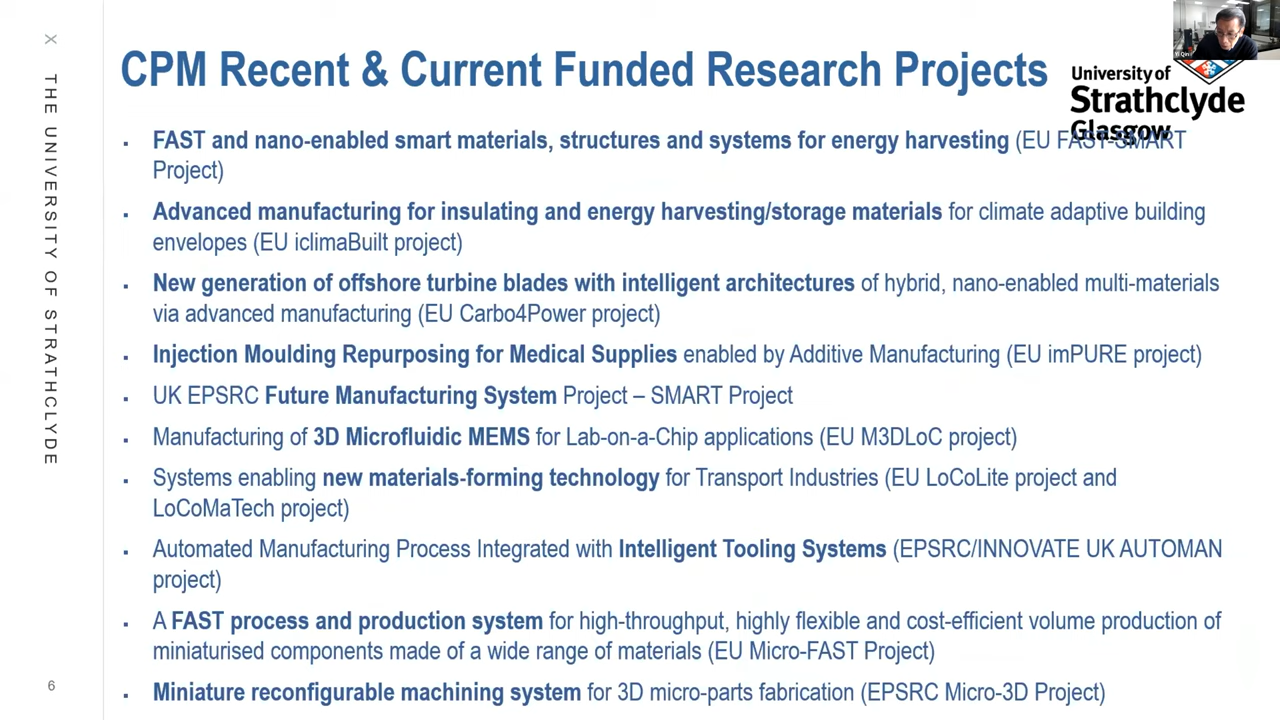 X THE UNIVERSITY OF STRATHCLYDE
CPM Recent & Current Funded Research Projects
Yi Qin
University of
Strathclyde
Glasgow
▪ FAST and nano-enabled smart materials, structures and systems for energy harvesting (EU FAST-SMART
Project)
▪ Advanced manufacturing for insulating and energy harvesting/storage materials for climate adaptive building
envelopes (EU iclimaBuilt project)
▪ New generation of offshore turbine blades with intelligent architectures of hybrid, nano-enabled multi-materials
via advanced manufacturing (EU Carbo4Power project)
▪ Injection Moulding Repurposing for Medical Supplies enabled by Additive Manufacturing (EU imPURE project)
▪ UK EPSRC Future Manufacturing System Project – SMART Project
▪ Manufacturing of 3D Microfluidic MEMS for Lab-on-a-Chip applications (EU M3DLoC project)
▪ Systems enabling new materials-forming technology for Transport Industries (EU LoCoLite project and
LoCoMaTech project)
▪ Automated Manufacturing Process Integrated with Intelligent Tooling Systems (EPSRC/INNOVATE UK AUTOMAN
project)
▪ A FAST process and production system for high-throughput, highly flexible and cost-efficient volume production of
miniaturised components made of a wide range of materials (EU Micro-FAST Project)
▪ Miniature reconfigurable machining system for 3D micro-parts fabrication (EPSRC Micro-3D Project)
6